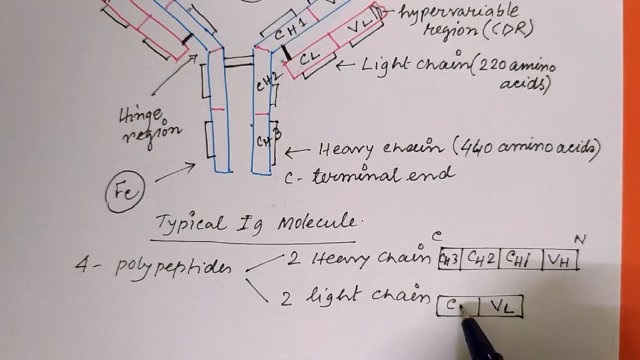 CH1
VL
hypervariable
region (CDR)
CL
Light chain (220 amino
acids)
CH2
Hinge
region
CH3
Heavy chain (440 amino acids)
C- terminal end
Fc
Typical Ig Molecule.
C N
4- polypeptides 2 Heavy chain CH3 CH2 CH1 VH
2 light chain C VL